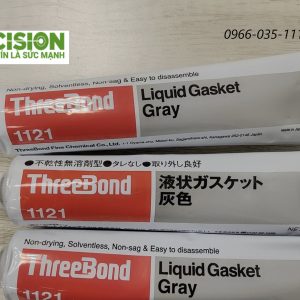 CISION
TÍN LÀ SỨC MẠNH
0966-035-111
Non-drying, Solventless, Non-sag & Easy to disassemble
ThreeBond
1121
Liquid Gasket
Gray
ThreeBond Fine Chemical Co., Ltd.
●不乾性無溶剤型●タレなし●取り外し良好
ThreeBond
1121
液状ガスケット
灰色
Non-drying, Solventless, Non-sag & Easy to disassemble
ThreeBond
1121
Liquid Gasket
Gray